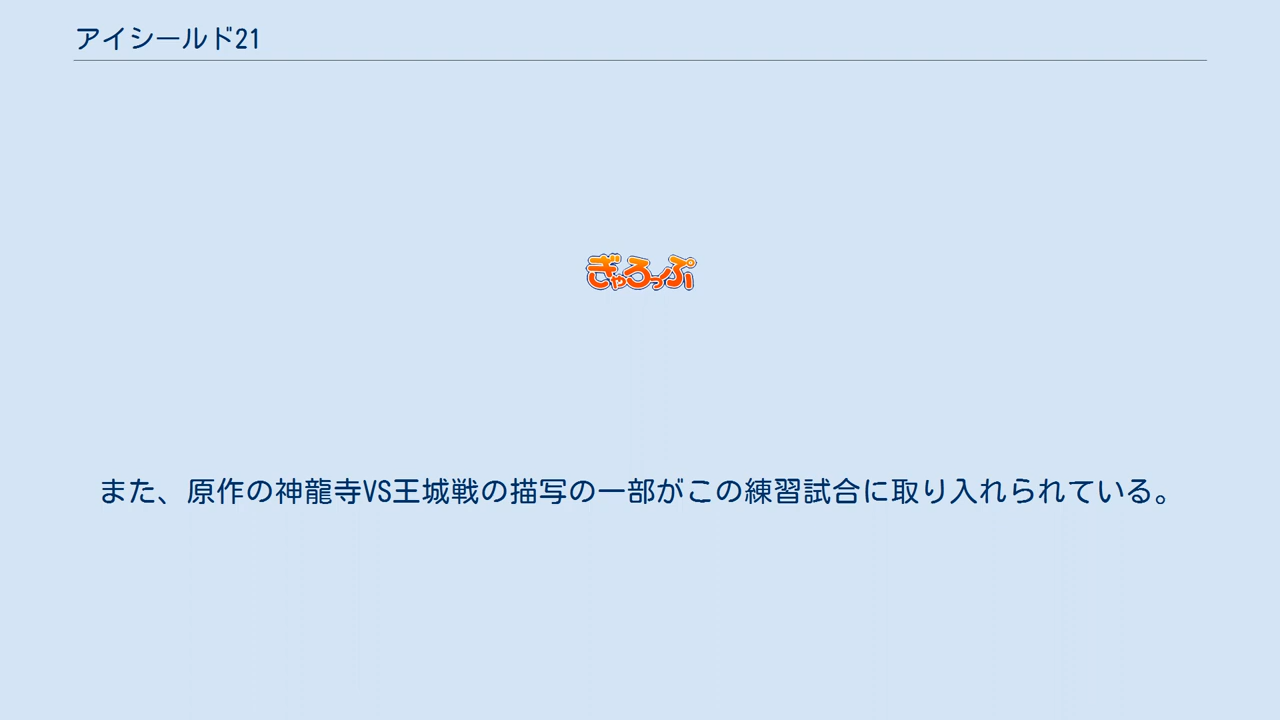 アイシールド21
ぎゃろっぷ
また、原作の神龍寺VS王城戦の描写の一部がこの練習試合に取り入れられている。